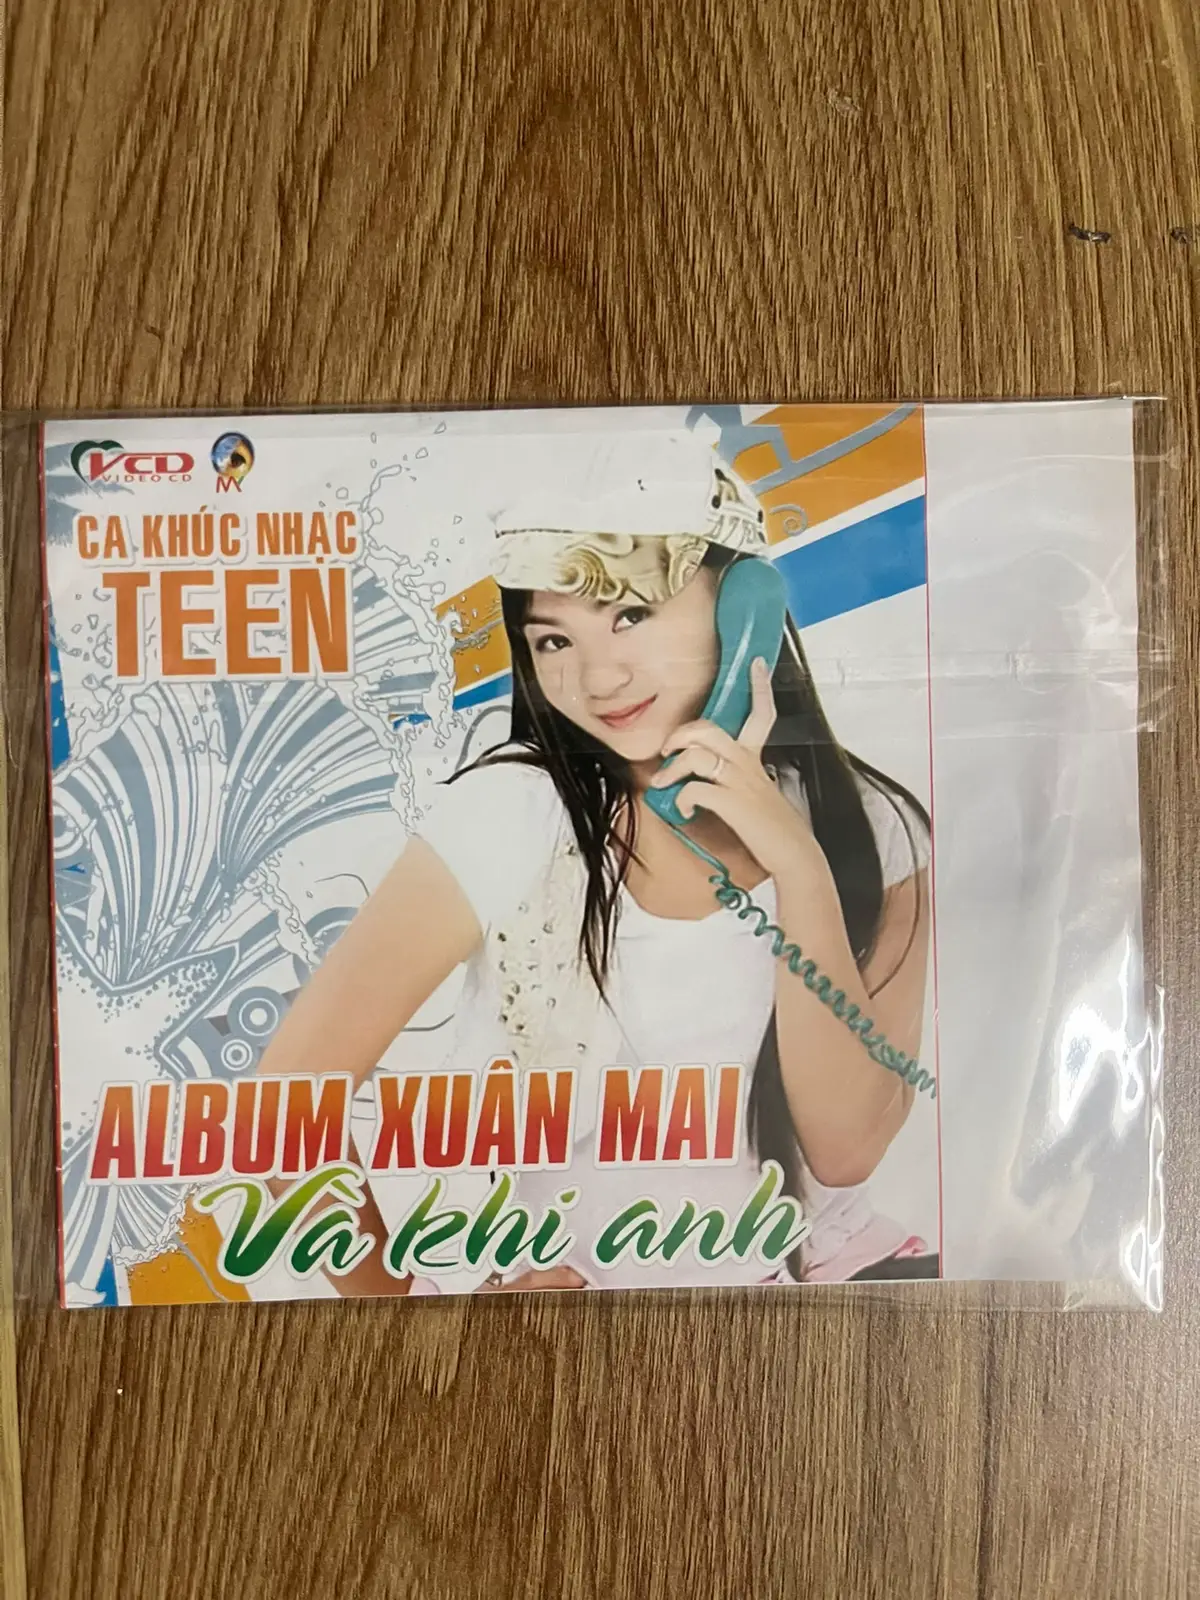 VCD
VIDEO CD
M
CA KHÚC NHẠC
TEEN
ALBUM XUÂN MAI
Và khi anh